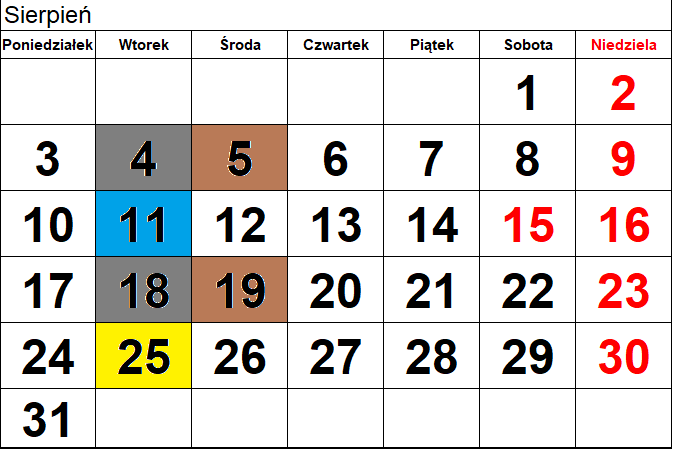 Sierpień
Poniedziałek Wtorek Środa Czwartek Piątek Sobota Niedziela
1 2
3 4 5 6 7 8 9
10 11 12 13 14 15 16
17 18 19 20 21 22 23
24 25 26 27 28 29 30
31